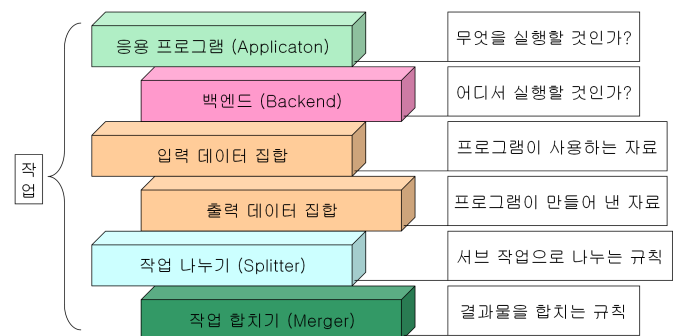 응용 프로그램 (Applicaton)
무엇을 실행할 것인가?
백엔드 (Backend)
어디서 실행할 것인가?
입력 데이터 집합
프로그램이 사용하는 자료
작
업
출력 데이터 집합
프로그램이 만들어 낸 자료
작업 나누기 (Splitter)
서브 작업으로 나누는 규칙
작업 합치기 (Merger)
결과물을 합치는 규칙